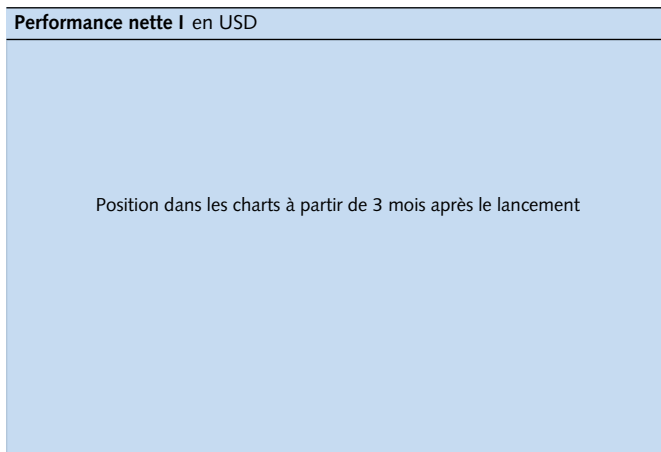 Performance nette I en USD
Position dans les charts à partir de 3 mois après le lancement